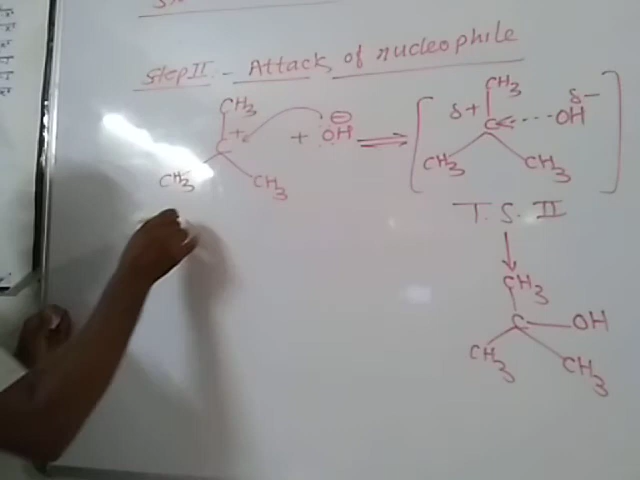 Step II - Attack of nucleophile
CH3 CH3
C+ + ⊖OH ⇌ [ δ+ C <--- OH δ- ]
CH3 CH3 CH3 CH3
T.S. II
↓
CH3
C—OH
CH3 CH3